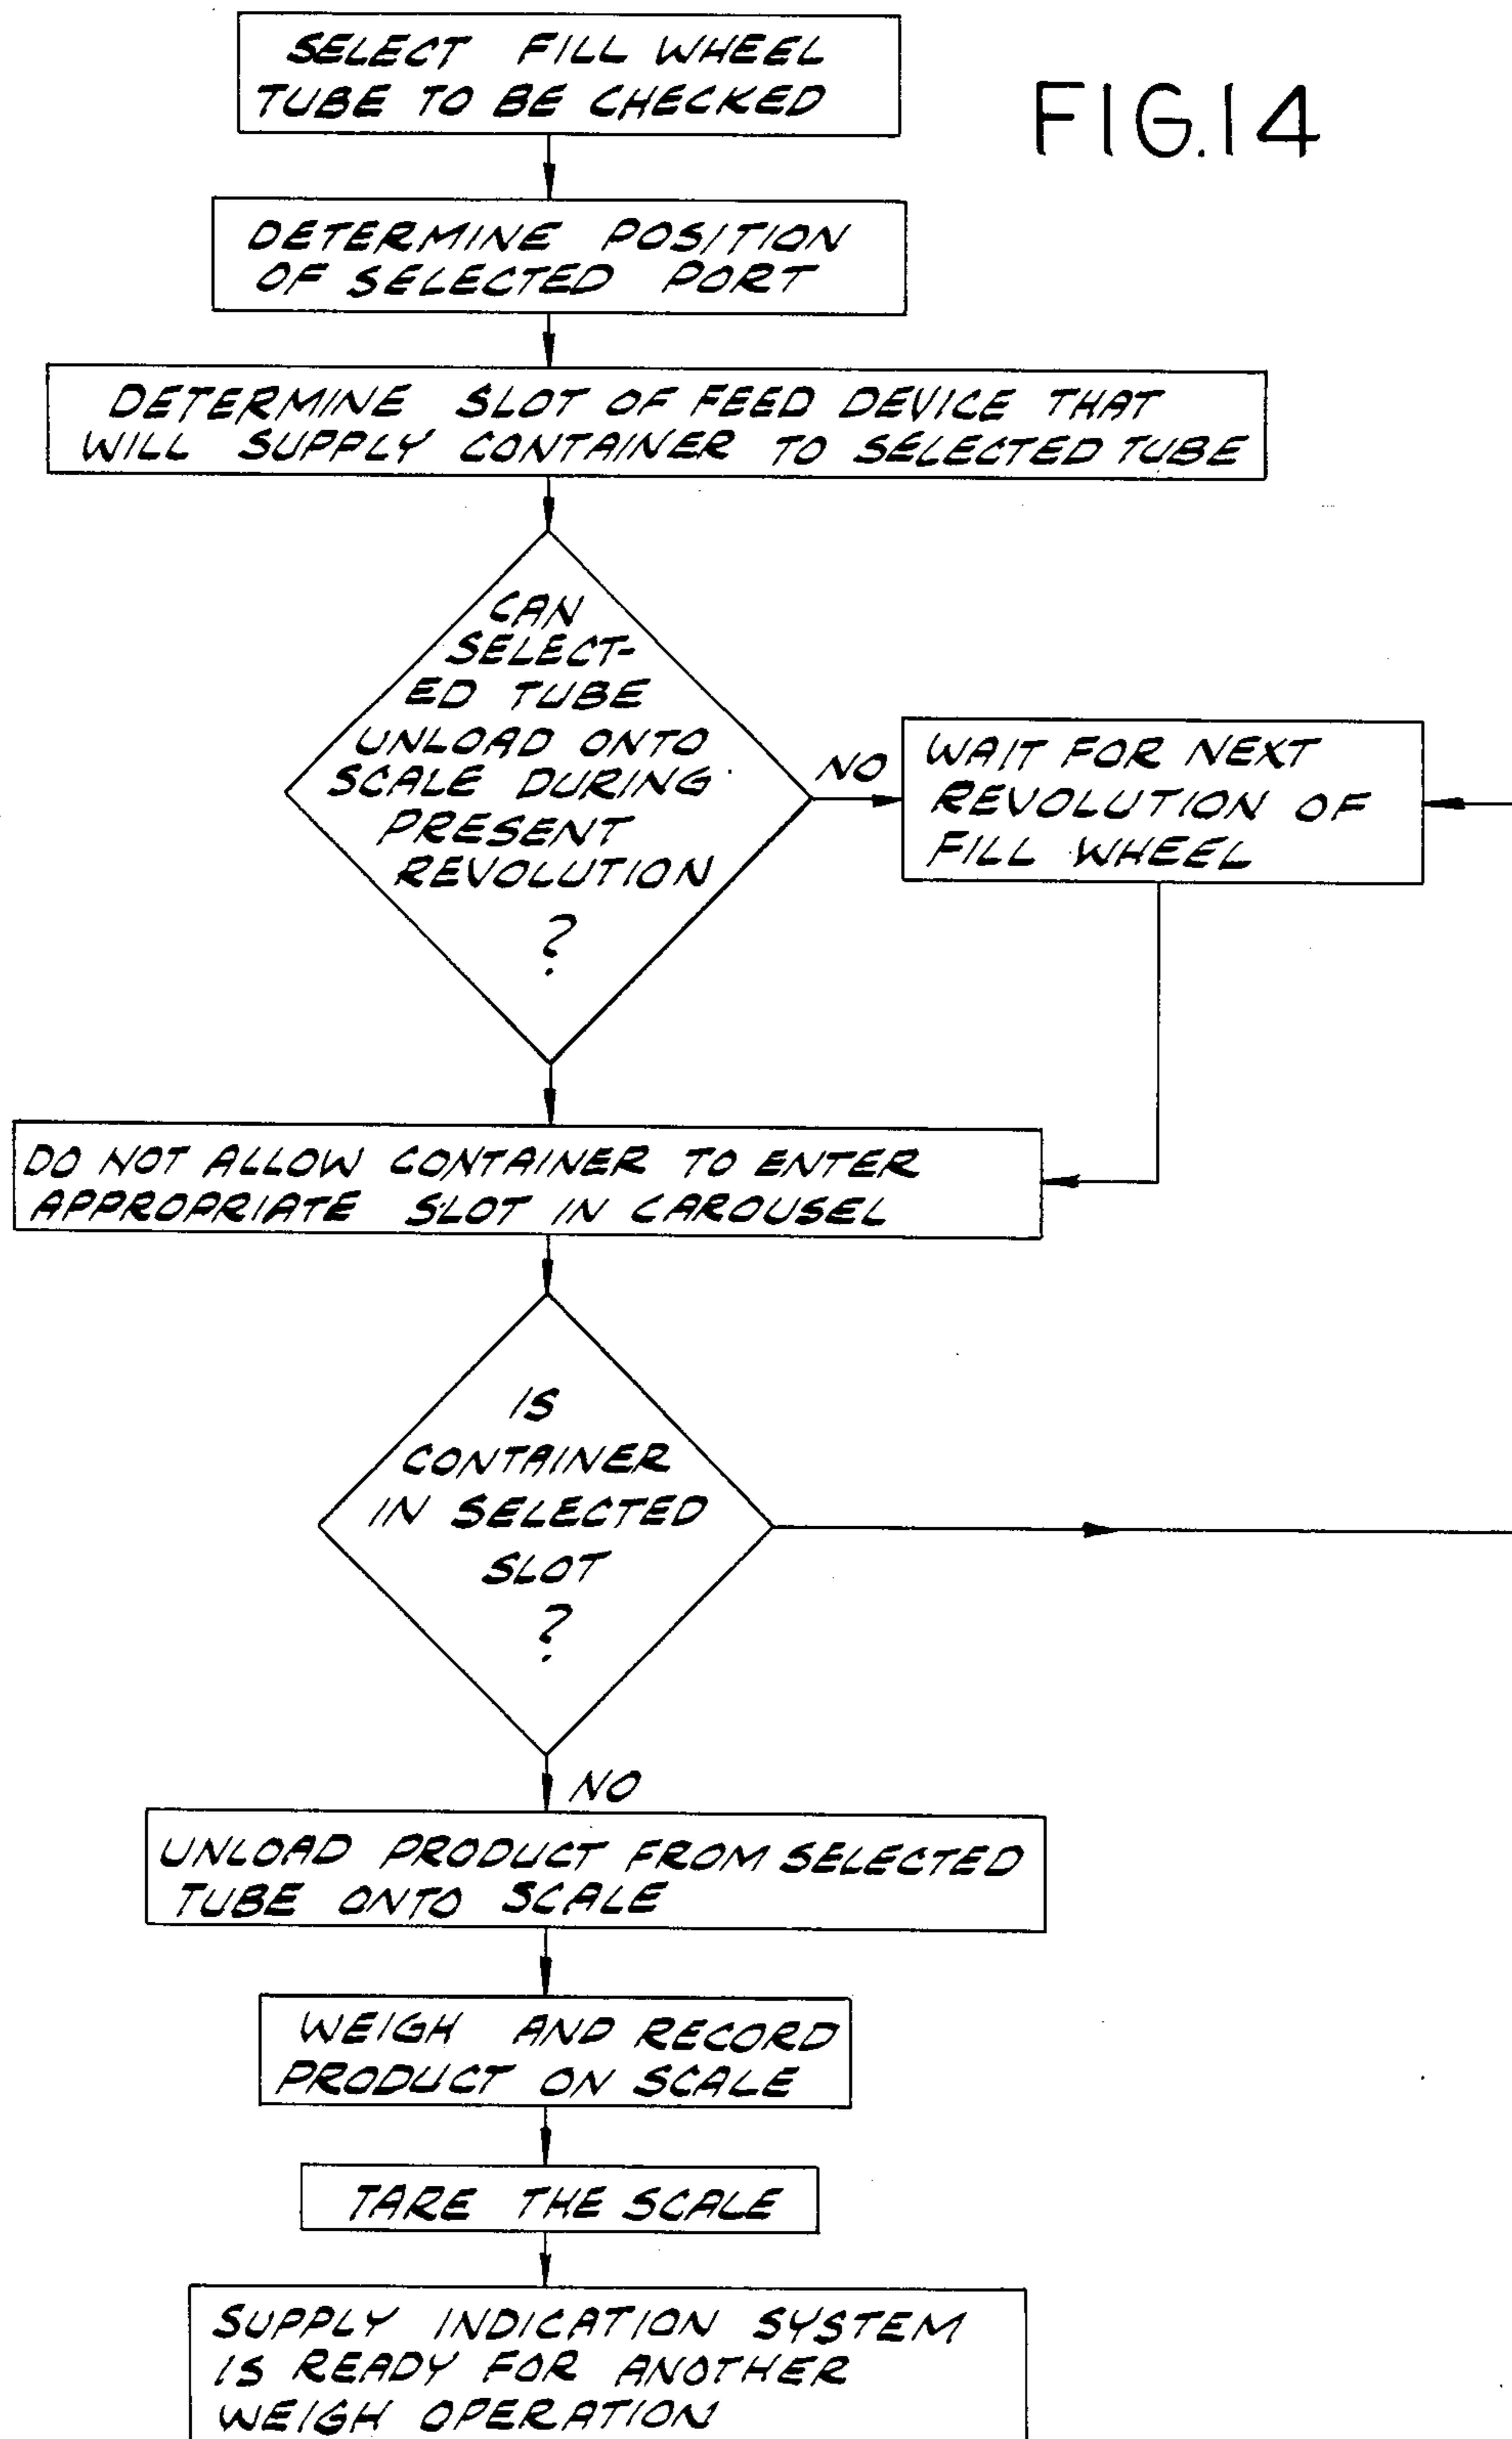 SELECT FILL WHEEL
TUBE TO BE CHECKED
FIG.14
DETERMINE POSITION
OF SELECTED PORT
DETERMINE SLOT OF FEED DEVICE THAT
WILL SUPPLY CONTAINER TO SELECTED TUBE
CAN
SELECT-
ED TUBE
UNLOAD ONTO
SCALE DURING
PRESENT
REVOLUTION
?
NO
WAIT FOR NEXT
REVOLUTION OF
FILL WHEEL
DO NOT ALLOW CONTAINER TO ENTER
APPROPRIATE SLOT IN CAROUSEL
IS
CONTAINER
IN SELECTED
SLOT
?
NO
UNLOAD PRODUCT FROM SELECTED
TUBE ONTO SCALE
WEIGH AND RECORD
PRODUCT ON SCALE
TARE THE SCALE
SUPPLY INDICATION SYSTEM
IS READY FOR ANOTHER
WEIGH OPERATION